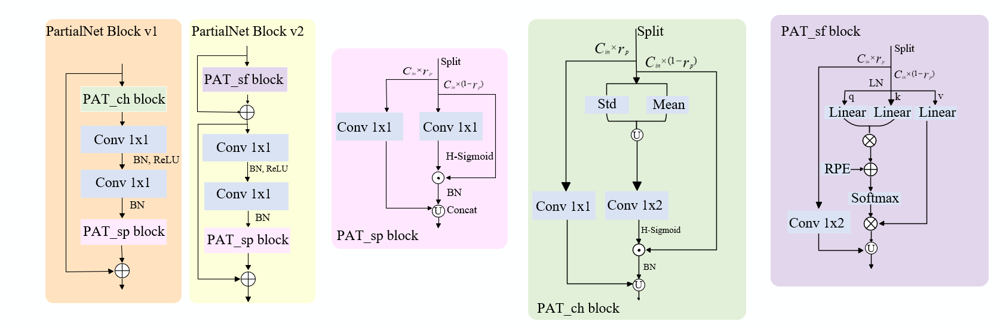 PartialNet Block v1
PAT_ch block
Conv 1x1
BN, ReLU
Conv 1x1
BN
PAT_sp block
PartialNet Block v2
PAT_sf block
Conv 1x1
BN, ReLU
Conv 1x1
BN
PAT_sp block
Split
C_in × r_p
C_in × (1−r_p)
Conv 1x1
Conv 1x1
H-Sigmoid
BN
U
Concat
PAT_sp block
Split
C_in × r_p
C_in × (1−r_p)
Std
Mean
U
Conv 1x1
Conv 1x2
H-Sigmoid
BN
U
PAT_ch block
PAT_sf block
Split
C_in × r_p
C_in × (1−r_p)
LN
q
k
v
Linear
Linear
Linear
RPE
Softmax
Conv 1x2
U